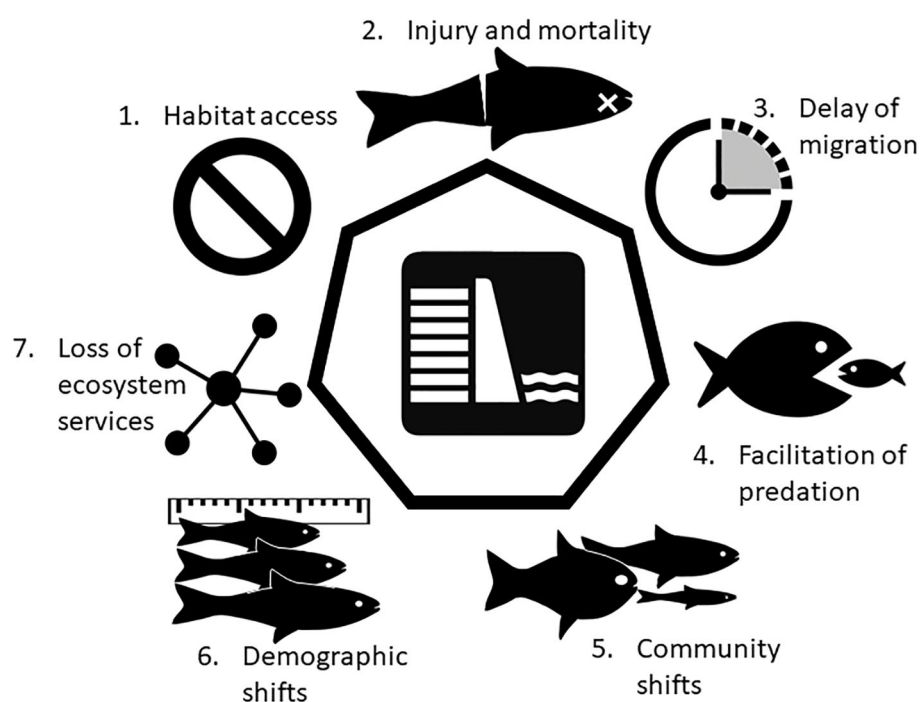 1. Habitat access
2. Injury and mortality
3. Delay of
migration
4. Facilitation of
predation
5. Community
shifts
6. Demographic
shifts
7. Loss of
ecosystem
services